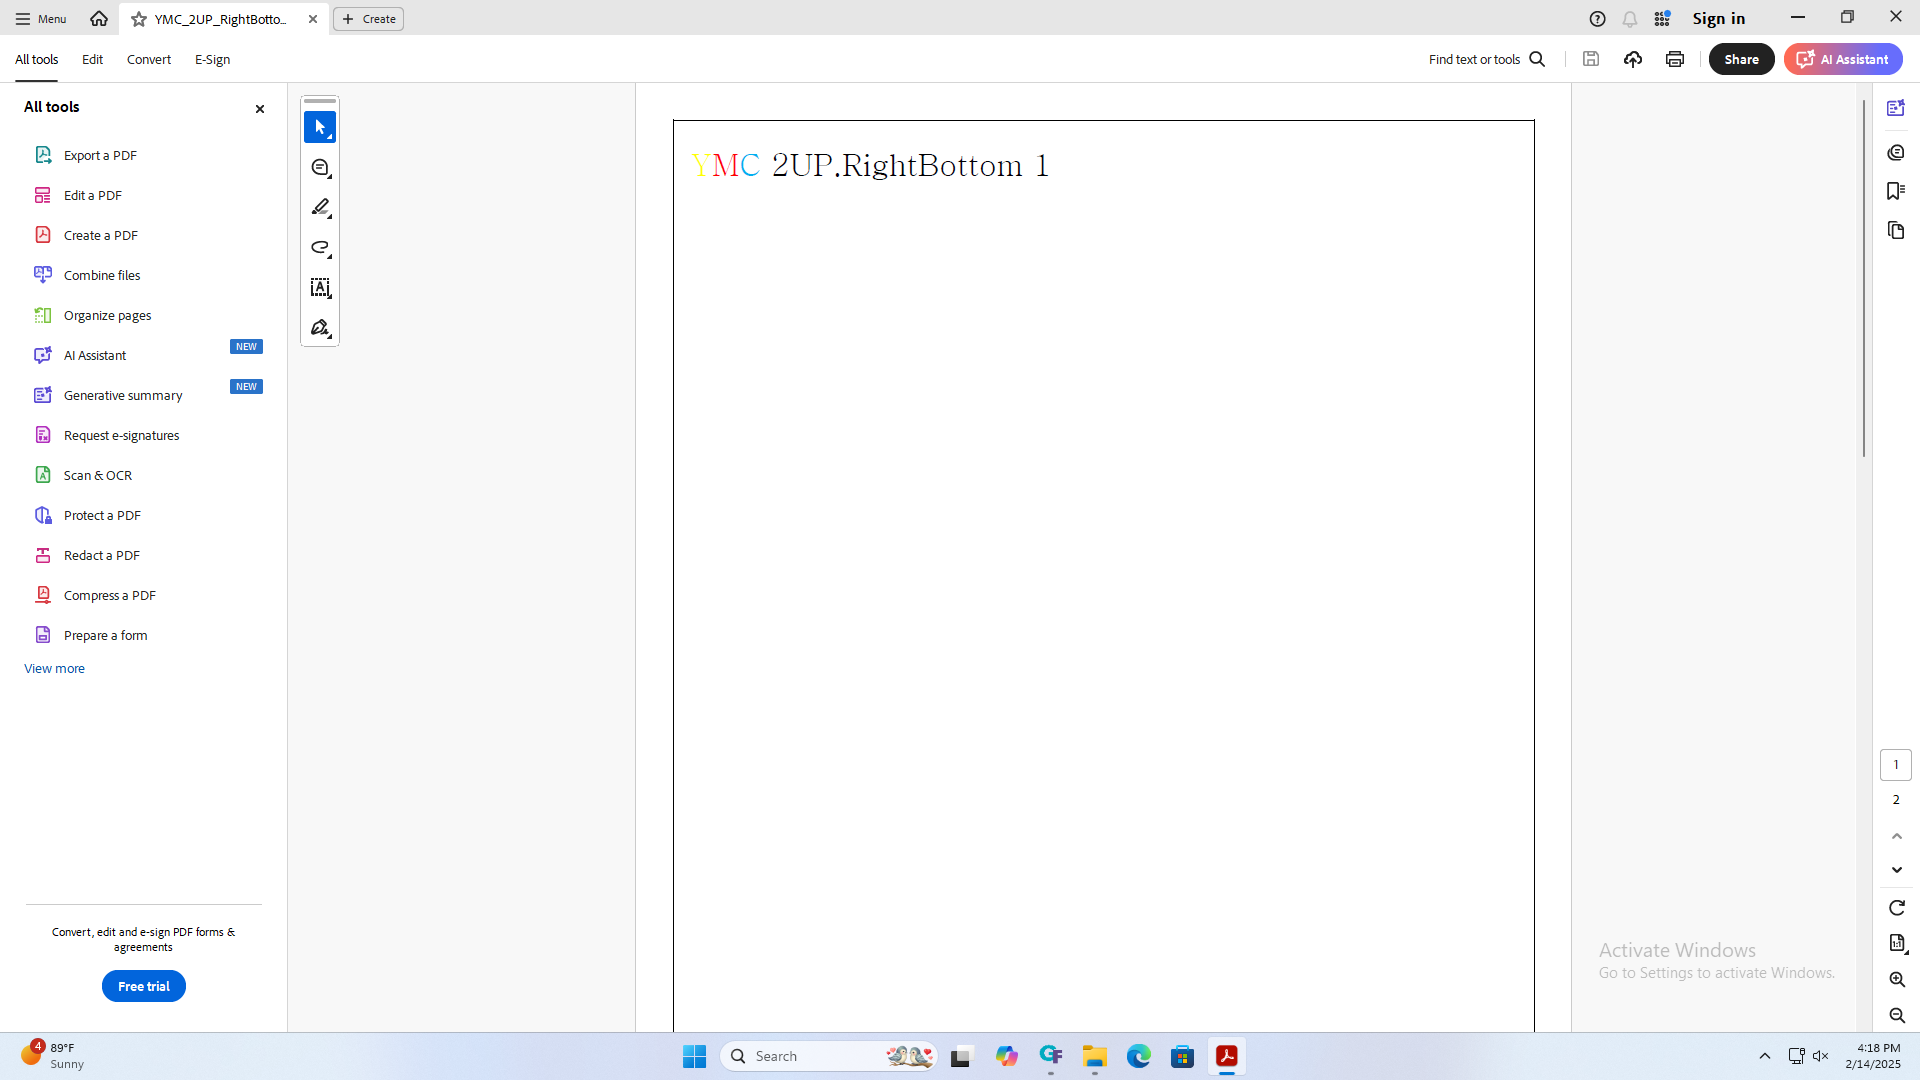 Menu
YMC_2UP_RightBotto...
Create
Sign in
All tools
Edit
Convert
E-Sign
Find text or tools
Share
AI Assistant
All tools
Export a PDF
Edit a PDF
Create a PDF
Combine files
Organize pages
AI Assistant
NEW
Generative summary
NEW
Request e-signatures
Scan & OCR
Protect a PDF
Redact a PDF
Compress a PDF
Prepare a form
View more
Convert, edit and e-sign PDF forms &
agreements
Free trial
YMC 2UP.RightBottom 1
1
2
Activate Windows
Go to Settings to activate Windows.
4
89°F
Sunny
Search
4:18 PM
2/14/2025